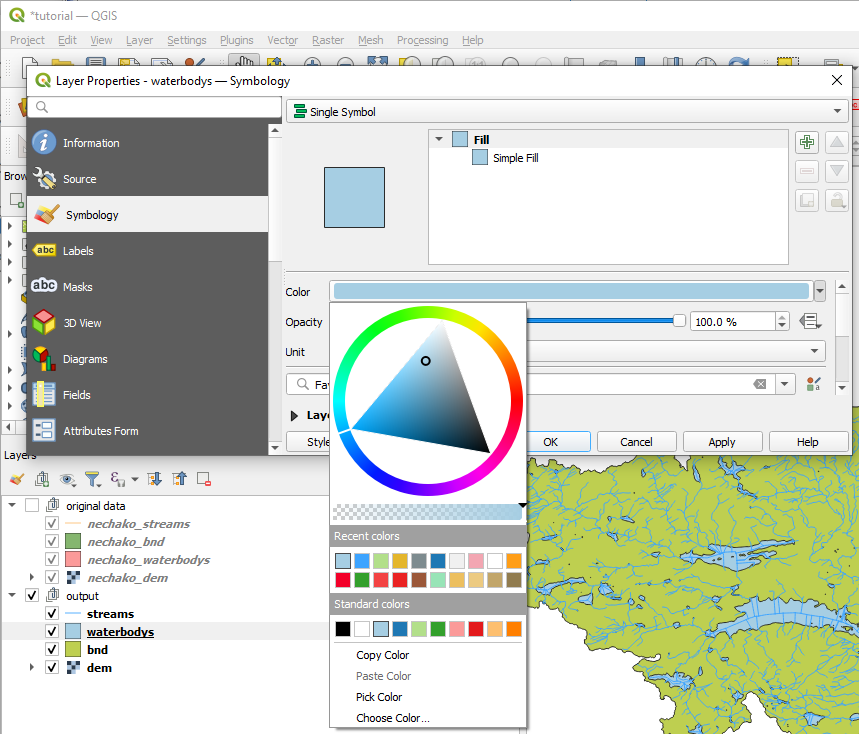 *tutorial — QGIS
Project Edit View Layer Settings Plugins Vector Raster Mesh Processing Help
Layer Properties - waterbodys — Symbology
Single Symbol
Information
Source
Symbology
abc Labels
abc Masks
3D View
Diagrams
Fields
Attributes Form
Fill
Simple Fill
Color
Opacity
100.0 %
Unit
Fav
Laye
Style
OK Cancel Apply Help
Brow
Recent colors
Standard colors
Copy Color
Paste Color
Pick Color
Choose Color...
Layers
original data
nechako_streams
nechako_bnd
nechako_waterbodys
nechako_dem
output
streams
waterbodys
bnd
dem